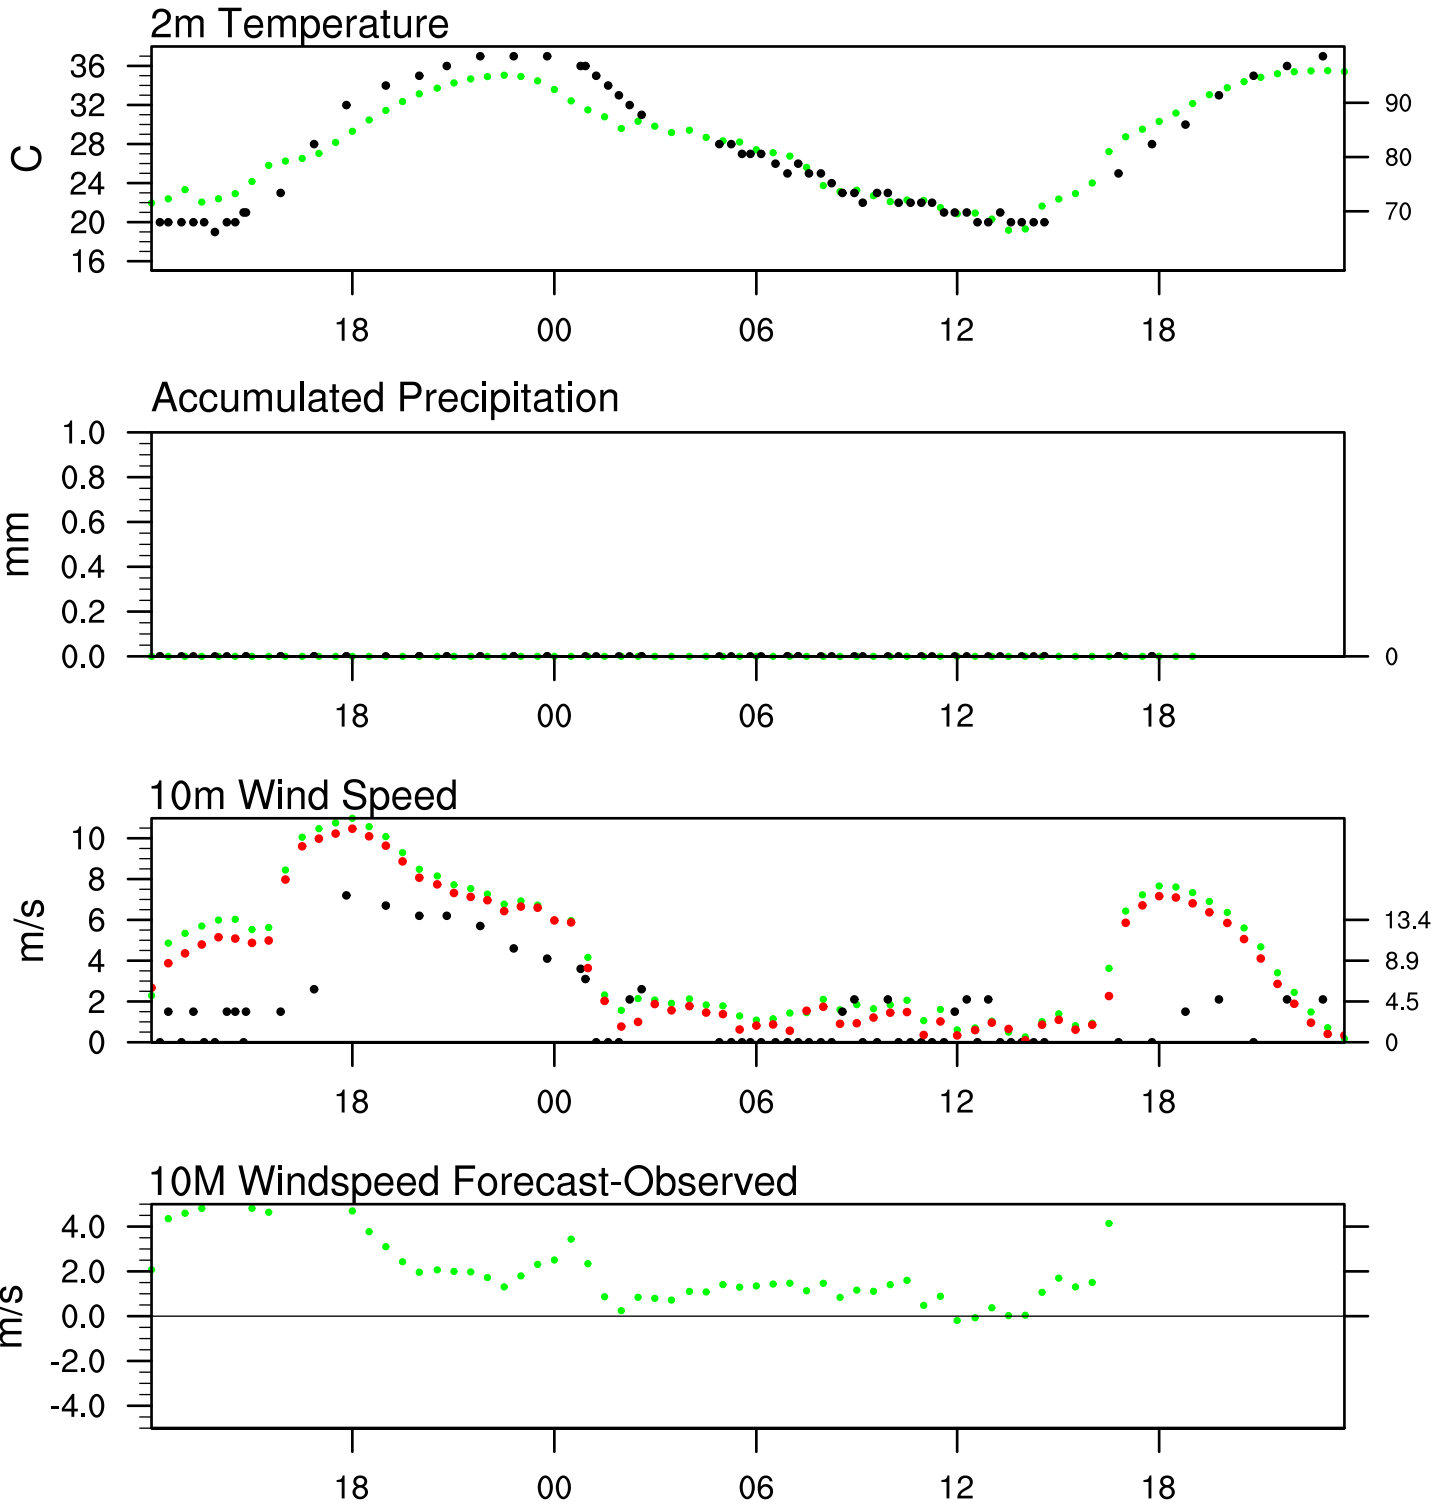 2m Temperature
36
32
28
24
20
16
C
90
80
70
18 00 06 12 18
Accumulated Precipitation
1.0
0.8
0.6
0.4
0.2
0.0
mm
0
18 00 06 12 18
10m Wind Speed
10
8
6
4
2
0
m/s
13.4
8.9
4.5
0
18 00 06 12 18
10M Windspeed Forecast-Observed
4.0
2.0
0.0
-2.0
-4.0
m/s
18 00 06 12 18